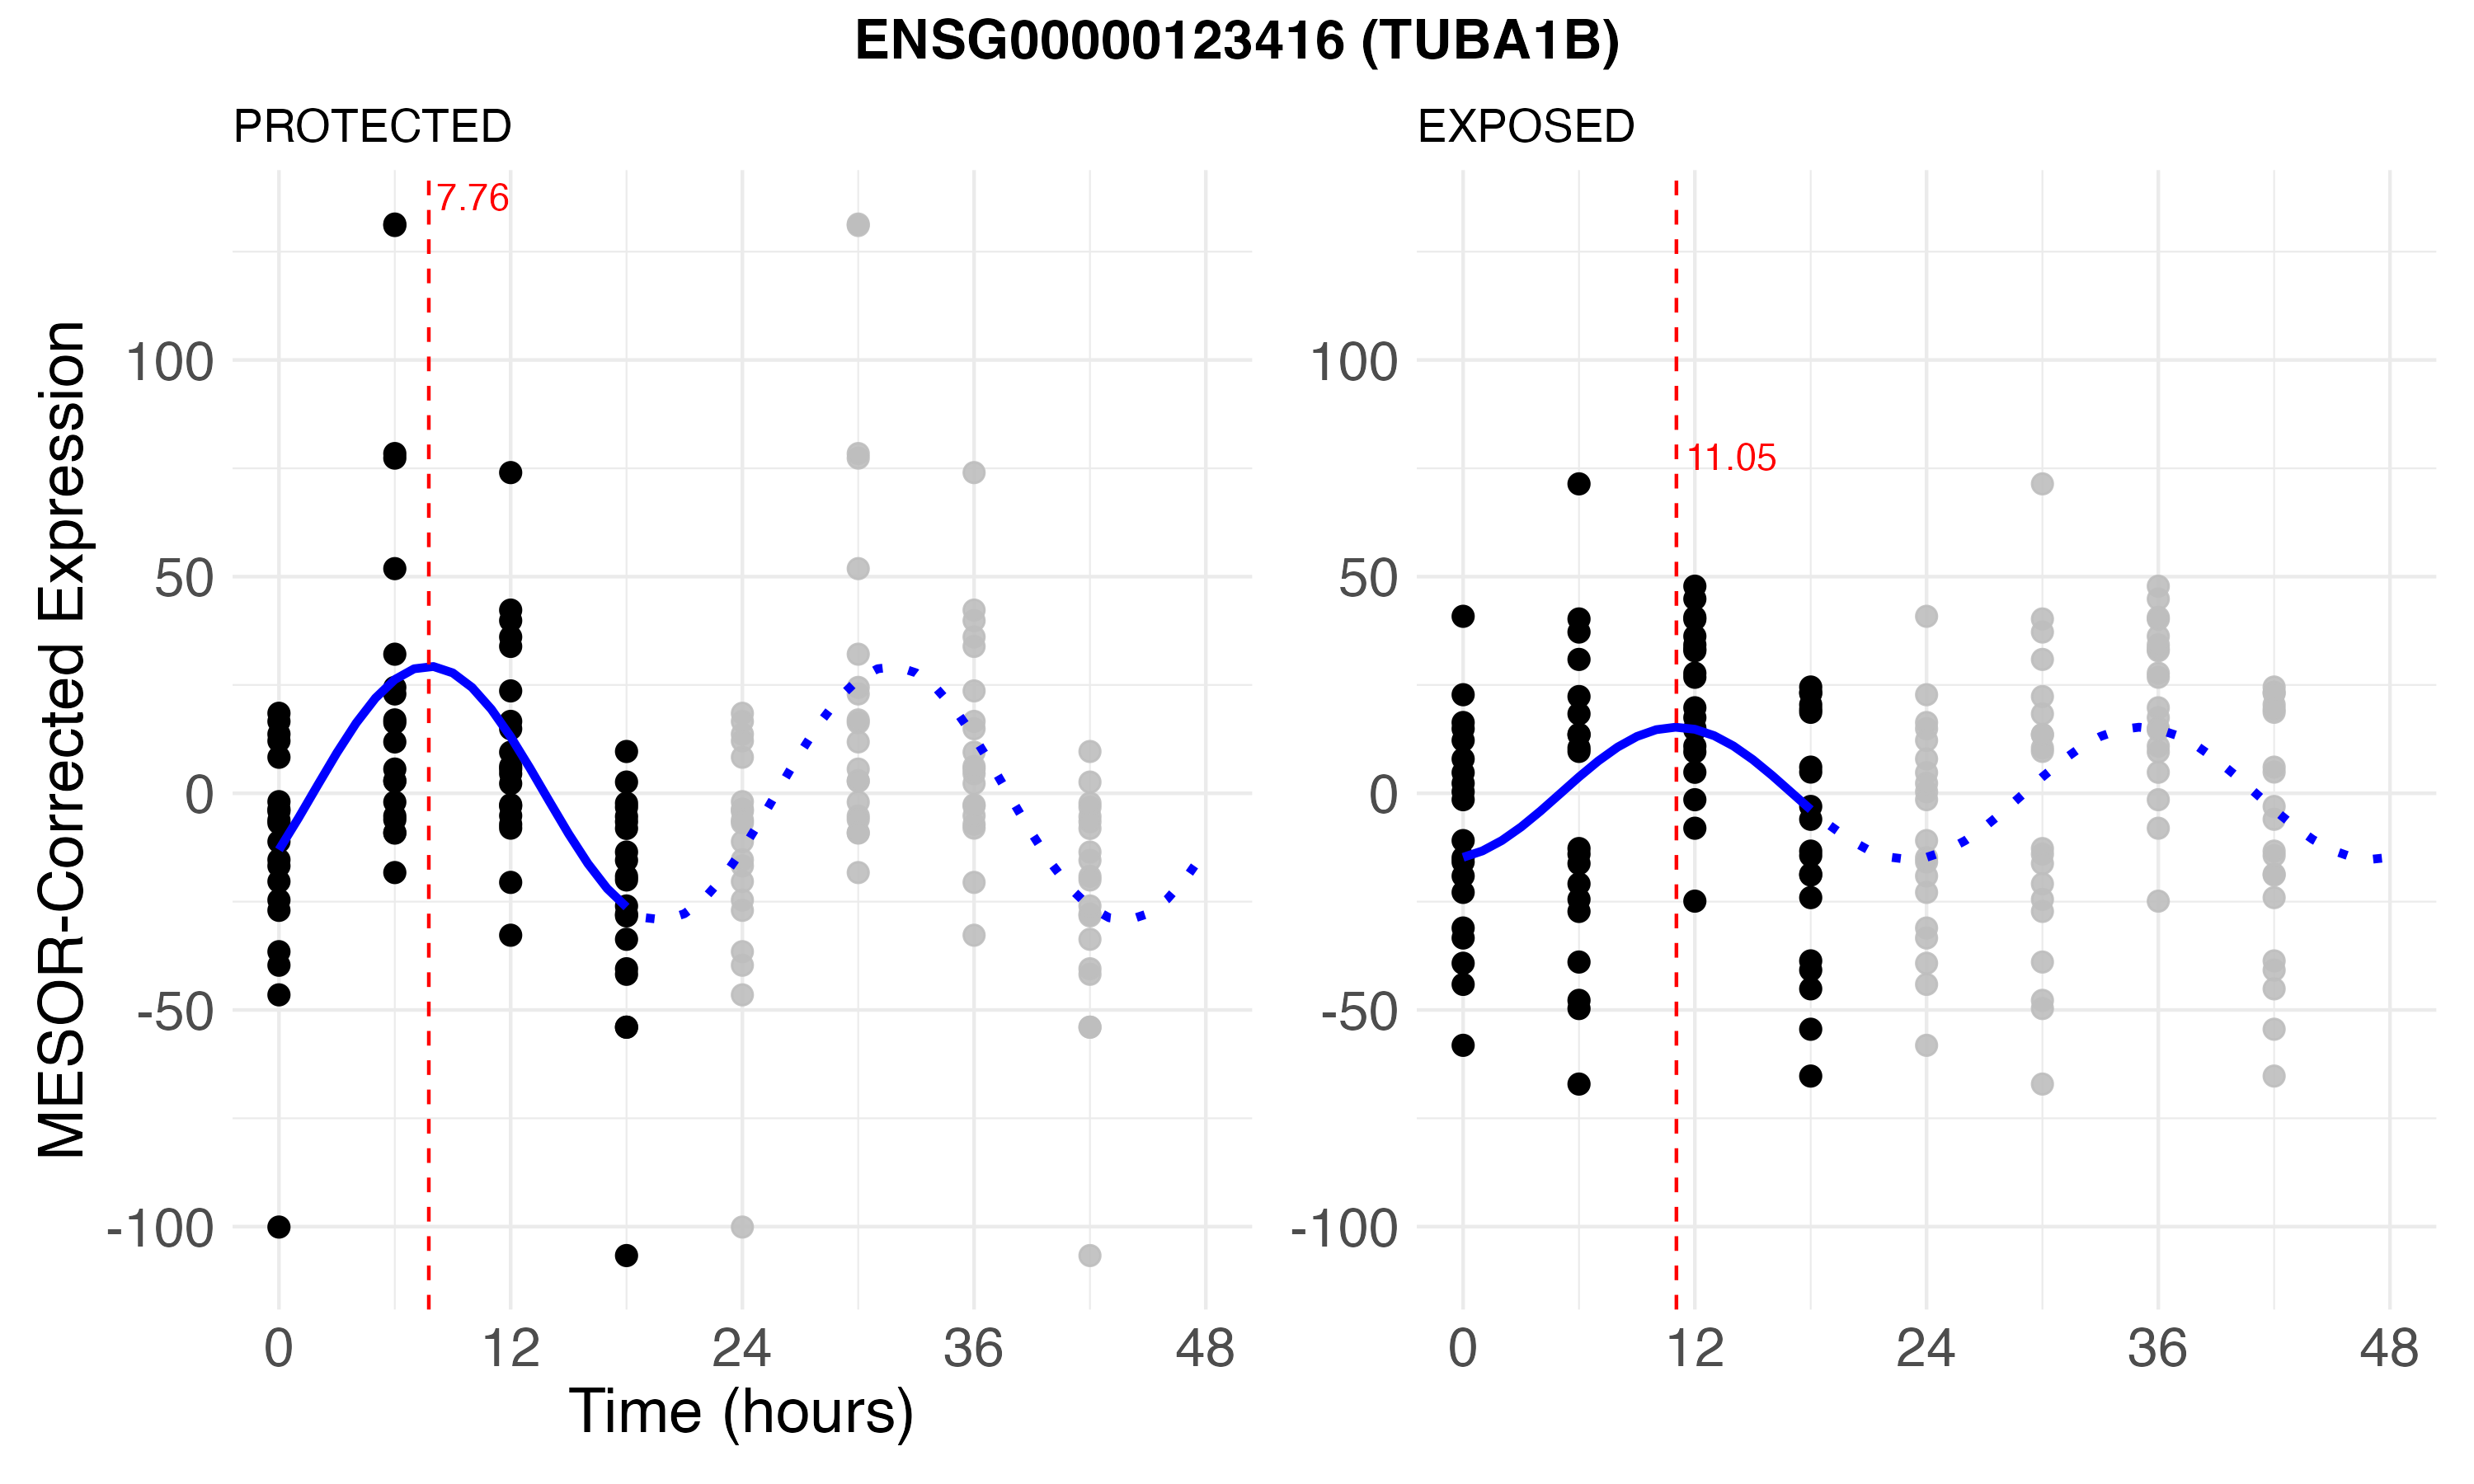 ENSG00000123416 (TUBA1B)
PROTECTED
EXPOSED
MESOR-Corrected Expression
7.76
100
50
0
-50
-100
0 12 24 36 48
11.05
100
50
0
-50
-100
0 12 24 36 48
Time (hours)